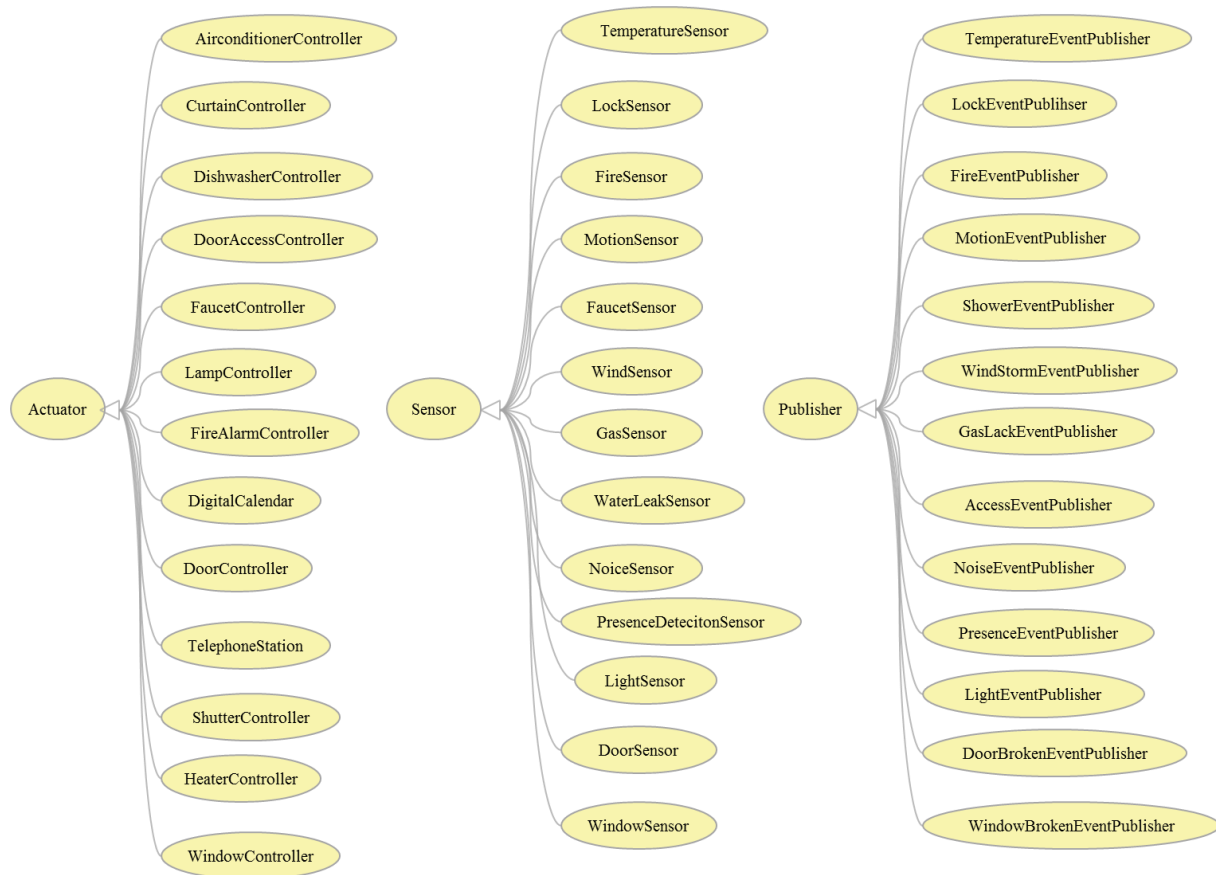 Actuator
AirconditionerController
CurtainController
DishwasherController
DoorAccessController
FaucetController
LampController
FireAlarmController
DigitalCalendar
DoorController
TelephoneStation
ShutterController
HeaterController
WindowController
Sensor
TemperatureSensor
LockSensor
FireSensor
MotionSensor
FaucetSensor
WindSensor
GasSensor
WaterLeakSensor
NoiceSensor
PresenceDetecitonSensor
LightSensor
DoorSensor
WindowSensor
Publisher
TemperatureEventPublisher
LockEventPublihser
FireEventPublisher
MotionEventPublisher
ShowerEventPublisher
WindStormEventPublisher
GasLackEventPublisher
AccessEventPublisher
NoiseEventPublisher
PresenceEventPublisher
LightEventPublisher
DoorBrokenEventPublisher
WindowBrokenEventPublisher